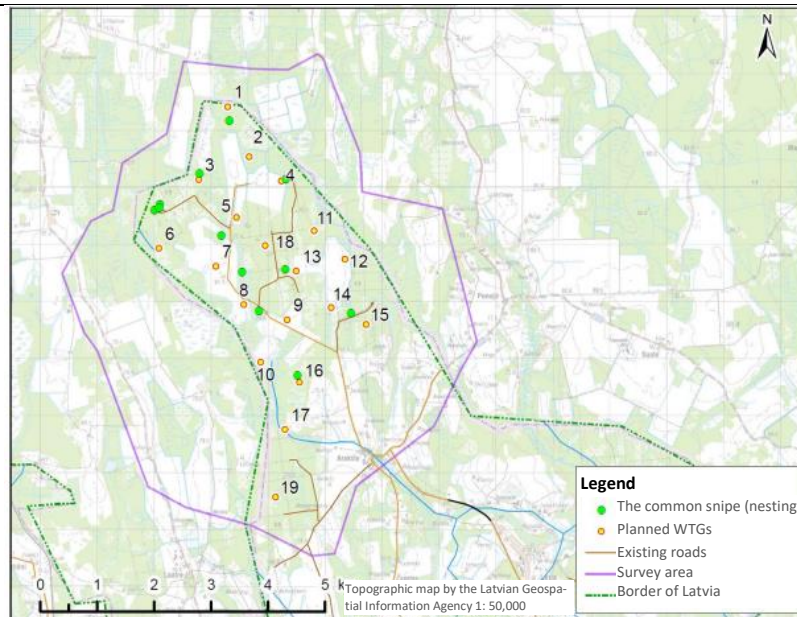 N
1
2
3
4
5
11
6
18
7
13
12
8
14
9
15
10
16
17
19
Legend
The common snipe (nesting
Planned WTGs
Existing roads
Survey area
Border of Latvia
0 1 2 3 4 5 k
Topographic map by the Latvian Geospa-
tial Information Agency 1: 50,000